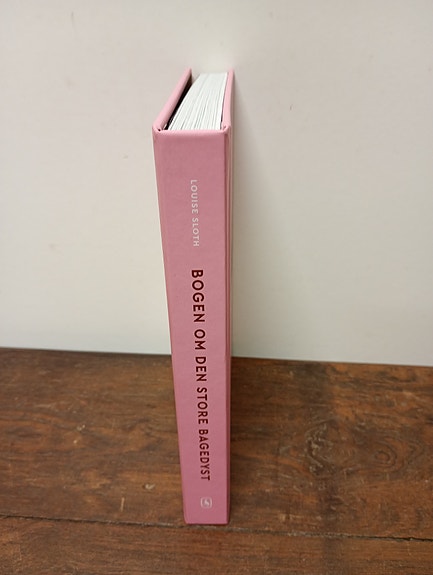 LOUISE SLOTH
BOGEN OM DEN STORE BAGEDYST